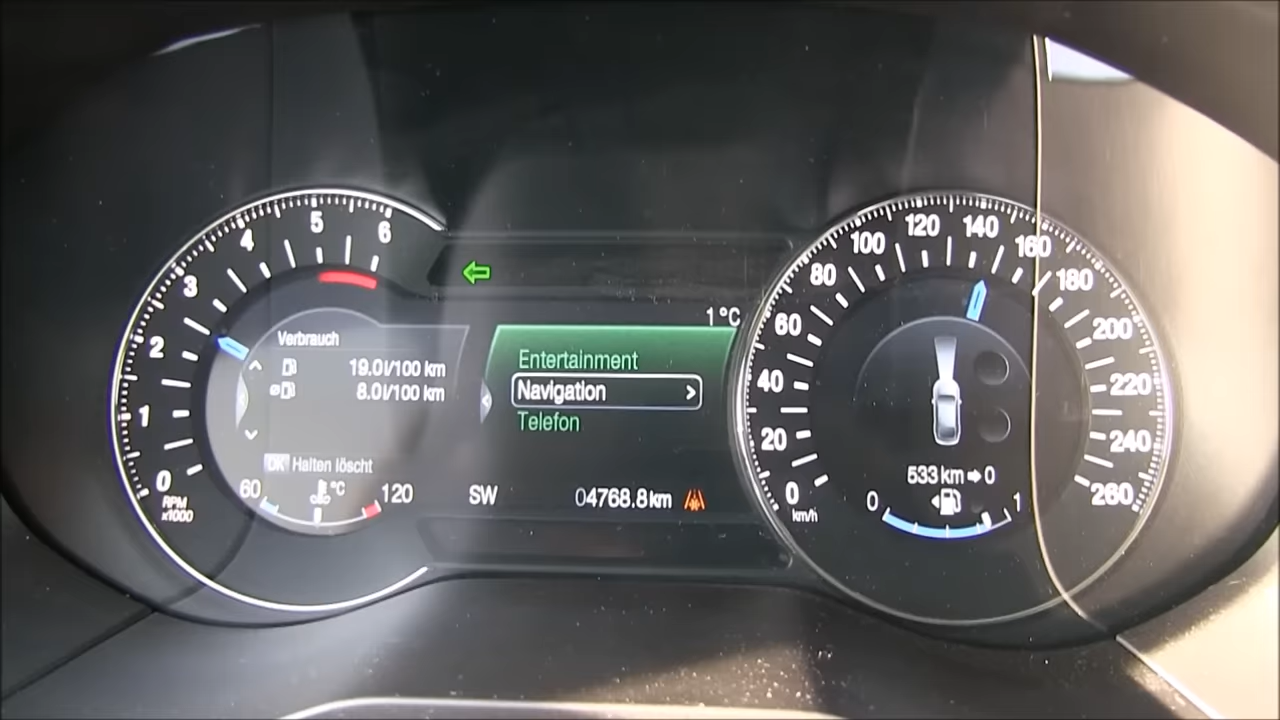 0
1
2
3
4
5
6
RPM
x1000
Verbrauch
19.0l/100 km
8.0l/100 km
OK Halten löscht
60
°C
120
1°C
Entertainment
Navigation >
Telefon
SW
04768.8km
0
20
40
60
80
100
120
140
160
180
200
220
240
260
km/h
533 km → 0
0
1